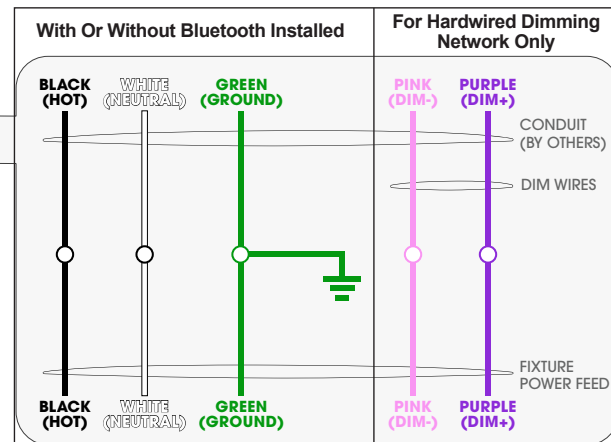 With Or Without Bluetooth Installed
For Hardwired Dimming
Network Only
BLACK
(HOT)
WHITE
(NEUTRAL)
GREEN
(GROUND)
PINK
(DIM-)
PURPLE
(DIM+)
CONDUIT
(BY OTHERS)
DIM WIRES
FIXTURE
POWER FEED
BLACK
(HOT)
WHITE
(NEUTRAL)
GREEN
(GROUND)
PINK
(DIM-)
PURPLE
(DIM+)